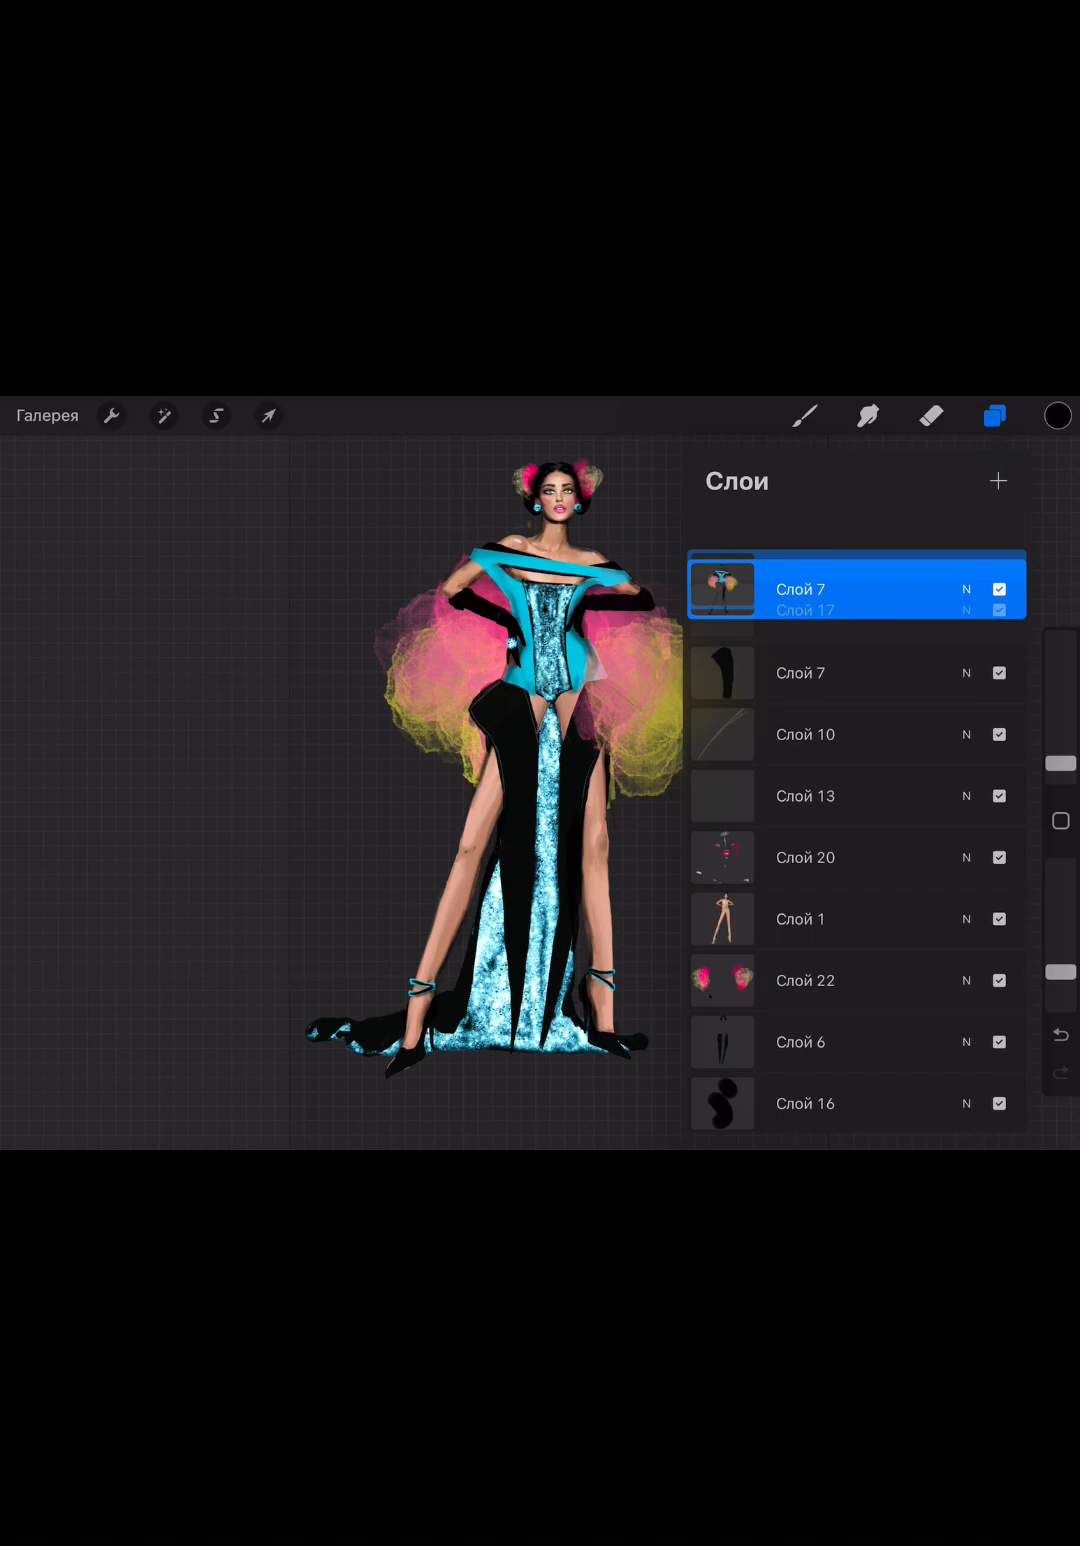 Галерея
Слои
Слой 7 N
Слой 17 N
Слой 7 N
Слой 10 N
Слой 13 N
Слой 20 N
Слой 1 N
Слой 22 N
Слой 6 N
Слой 16 N